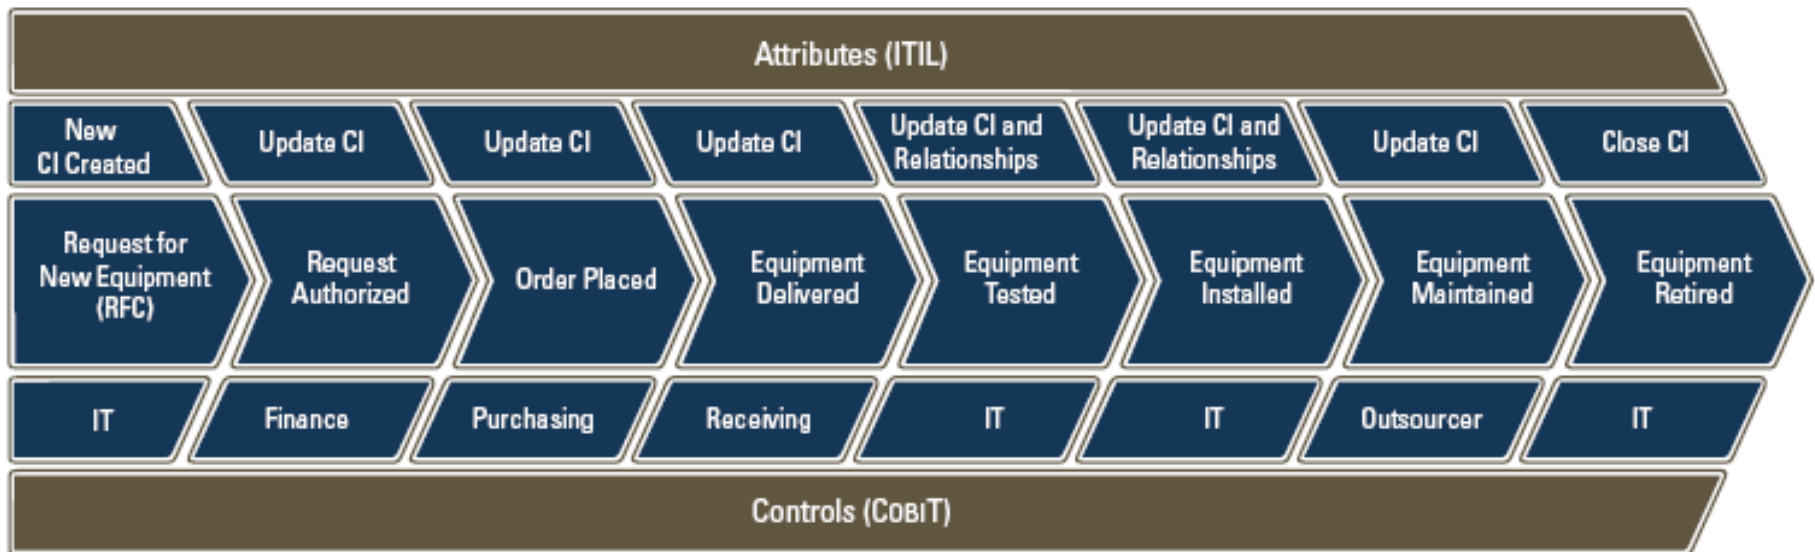 Attributes (ITIL)
New
CI Created
Update CI
Update CI
Update CI
Update CI and
Relationships
Update CI and
Relationships
Update CI
Close CI
Request for
New Equipment
(RFC)
Request
Authorized
Order Placed
Equipment
Delivered
Equipment
Tested
Equipment
Installed
Equipment
Maintained
Equipment
Retired
IT
Finance
Purchasing
Receiving
IT
IT
Outsourcer
IT
Controls (COBIT)